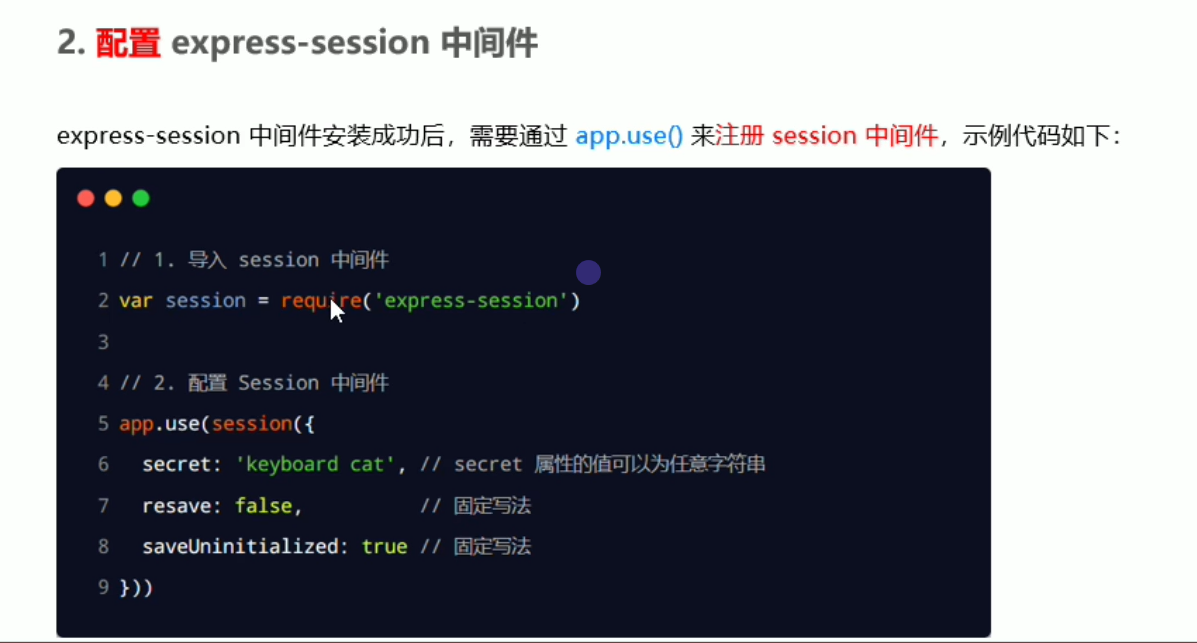 2. 配置 express-session 中间件
express-session 中间件安装成功后，需要通过 app.use() 来注册 session 中间件，示例代码如下：
1 // 1. 导入 session 中间件
2 var session = require('express-session')
3
4 // 2. 配置 Session 中间件
5 app.use(session({
6   secret: 'keyboard cat', // secret 属性的值可以为任意字符串
7   resave: false,          // 固定写法
8   saveUninitialized: true // 固定写法
9 }))